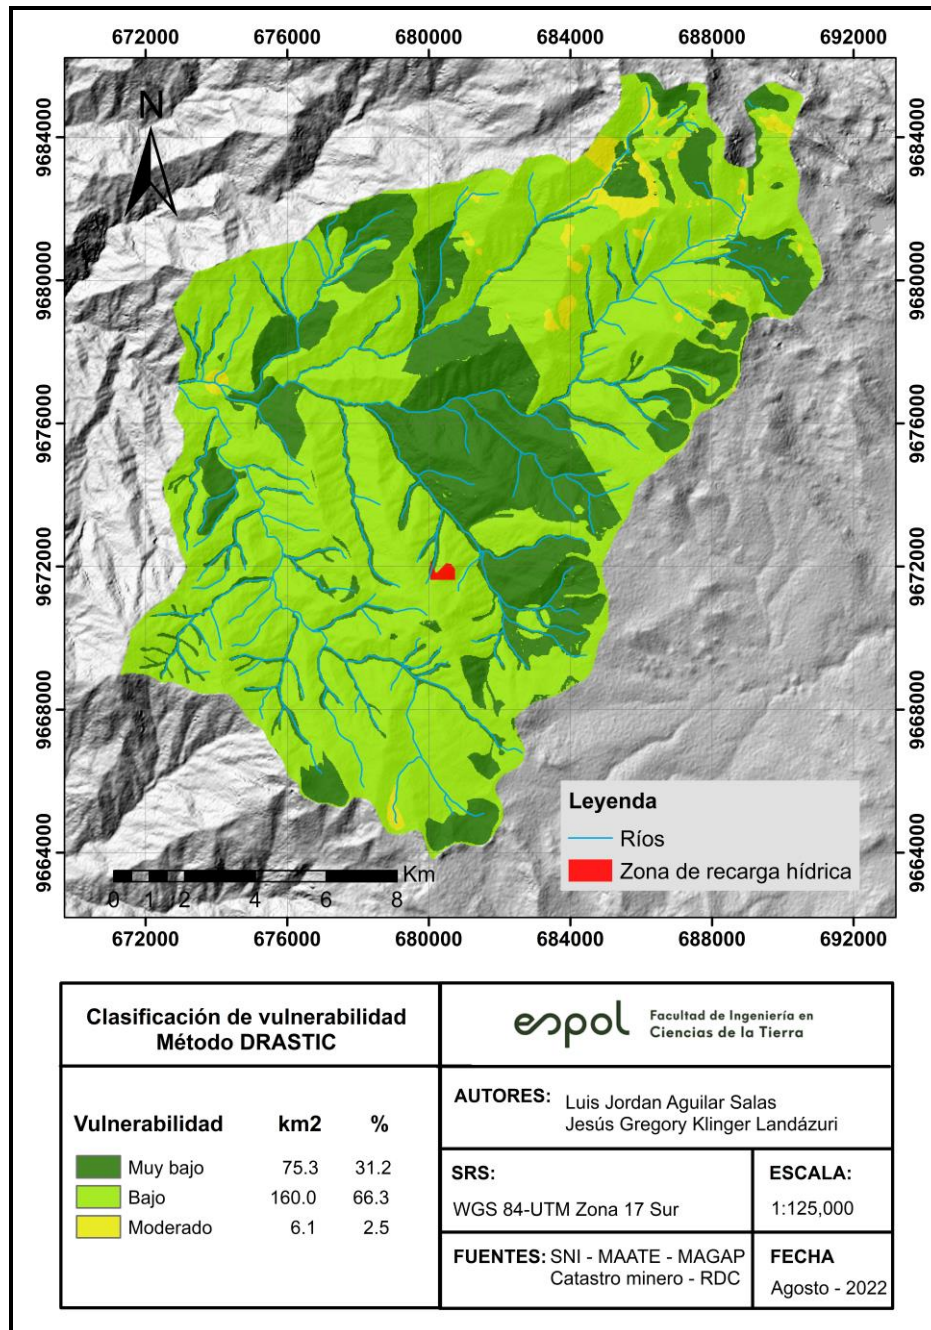 672000 676000 680000 684000 688000 692000
N
9684000 9684000
9680000 9680000
9676000 9676000
9672000 9672000
9668000 9668000
9664000 9664000
Leyenda
Ríos
Zona de recarga hídrica
Km
0 1 2 4 6 8
672000 676000 680000 684000 688000 692000
Clasificación de vulnerabilidad
Método DRASTIC
Vulnerabilidad km2 %
Muy bajo 75.3 31.2
Bajo 160.0 66.3
Moderado 6.1 2.5
espol Facultad de Ingeniería en
Ciencias de la Tierra
AUTORES: Luis Jordan Aguilar Salas
Jesús Gregory Klinger Landázuri
SRS:
WGS 84-UTM Zona 17 Sur
ESCALA:
1:125,000
FUENTES: SNI - MAATE - MAGAP
Catastro minero - RDC
FECHA
Agosto - 2022